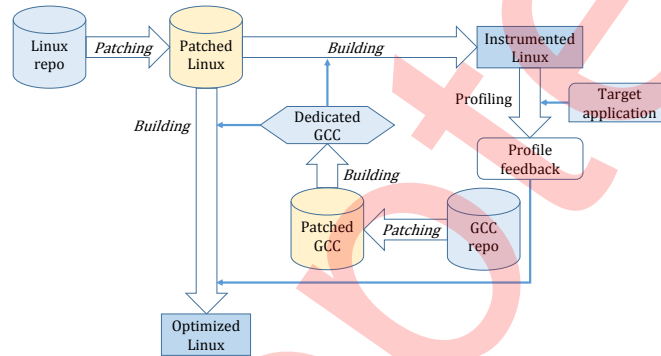 Linux
repo
Patching
Patched
Linux
Building
Instrumented
Linux
Profiling
Target
application
Building
Dedicated
GCC
Profile
feedback
Building
Patched
GCC
Patching
GCC
repo
Optimized
Linux